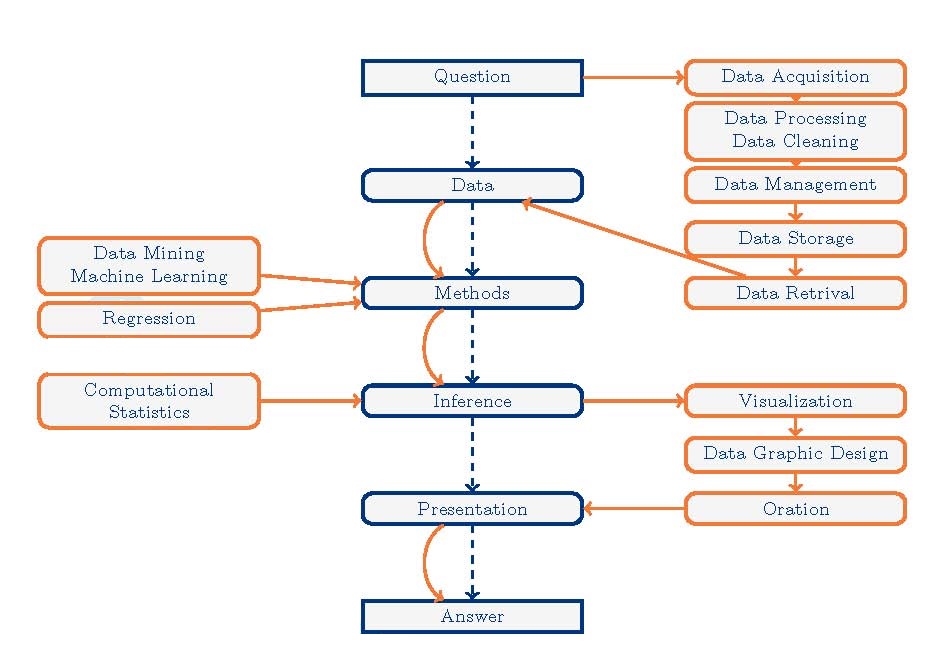 Question
Data Acquisition
Data Processing
Data Cleaning
Data
Data Management
Data Storage
Data Mining
Machine Learning
Methods
Data Retrival
Regression
Computational
Statistics
Inference
Visualization
Data Graphic Design
Presentation
Oration
Answer